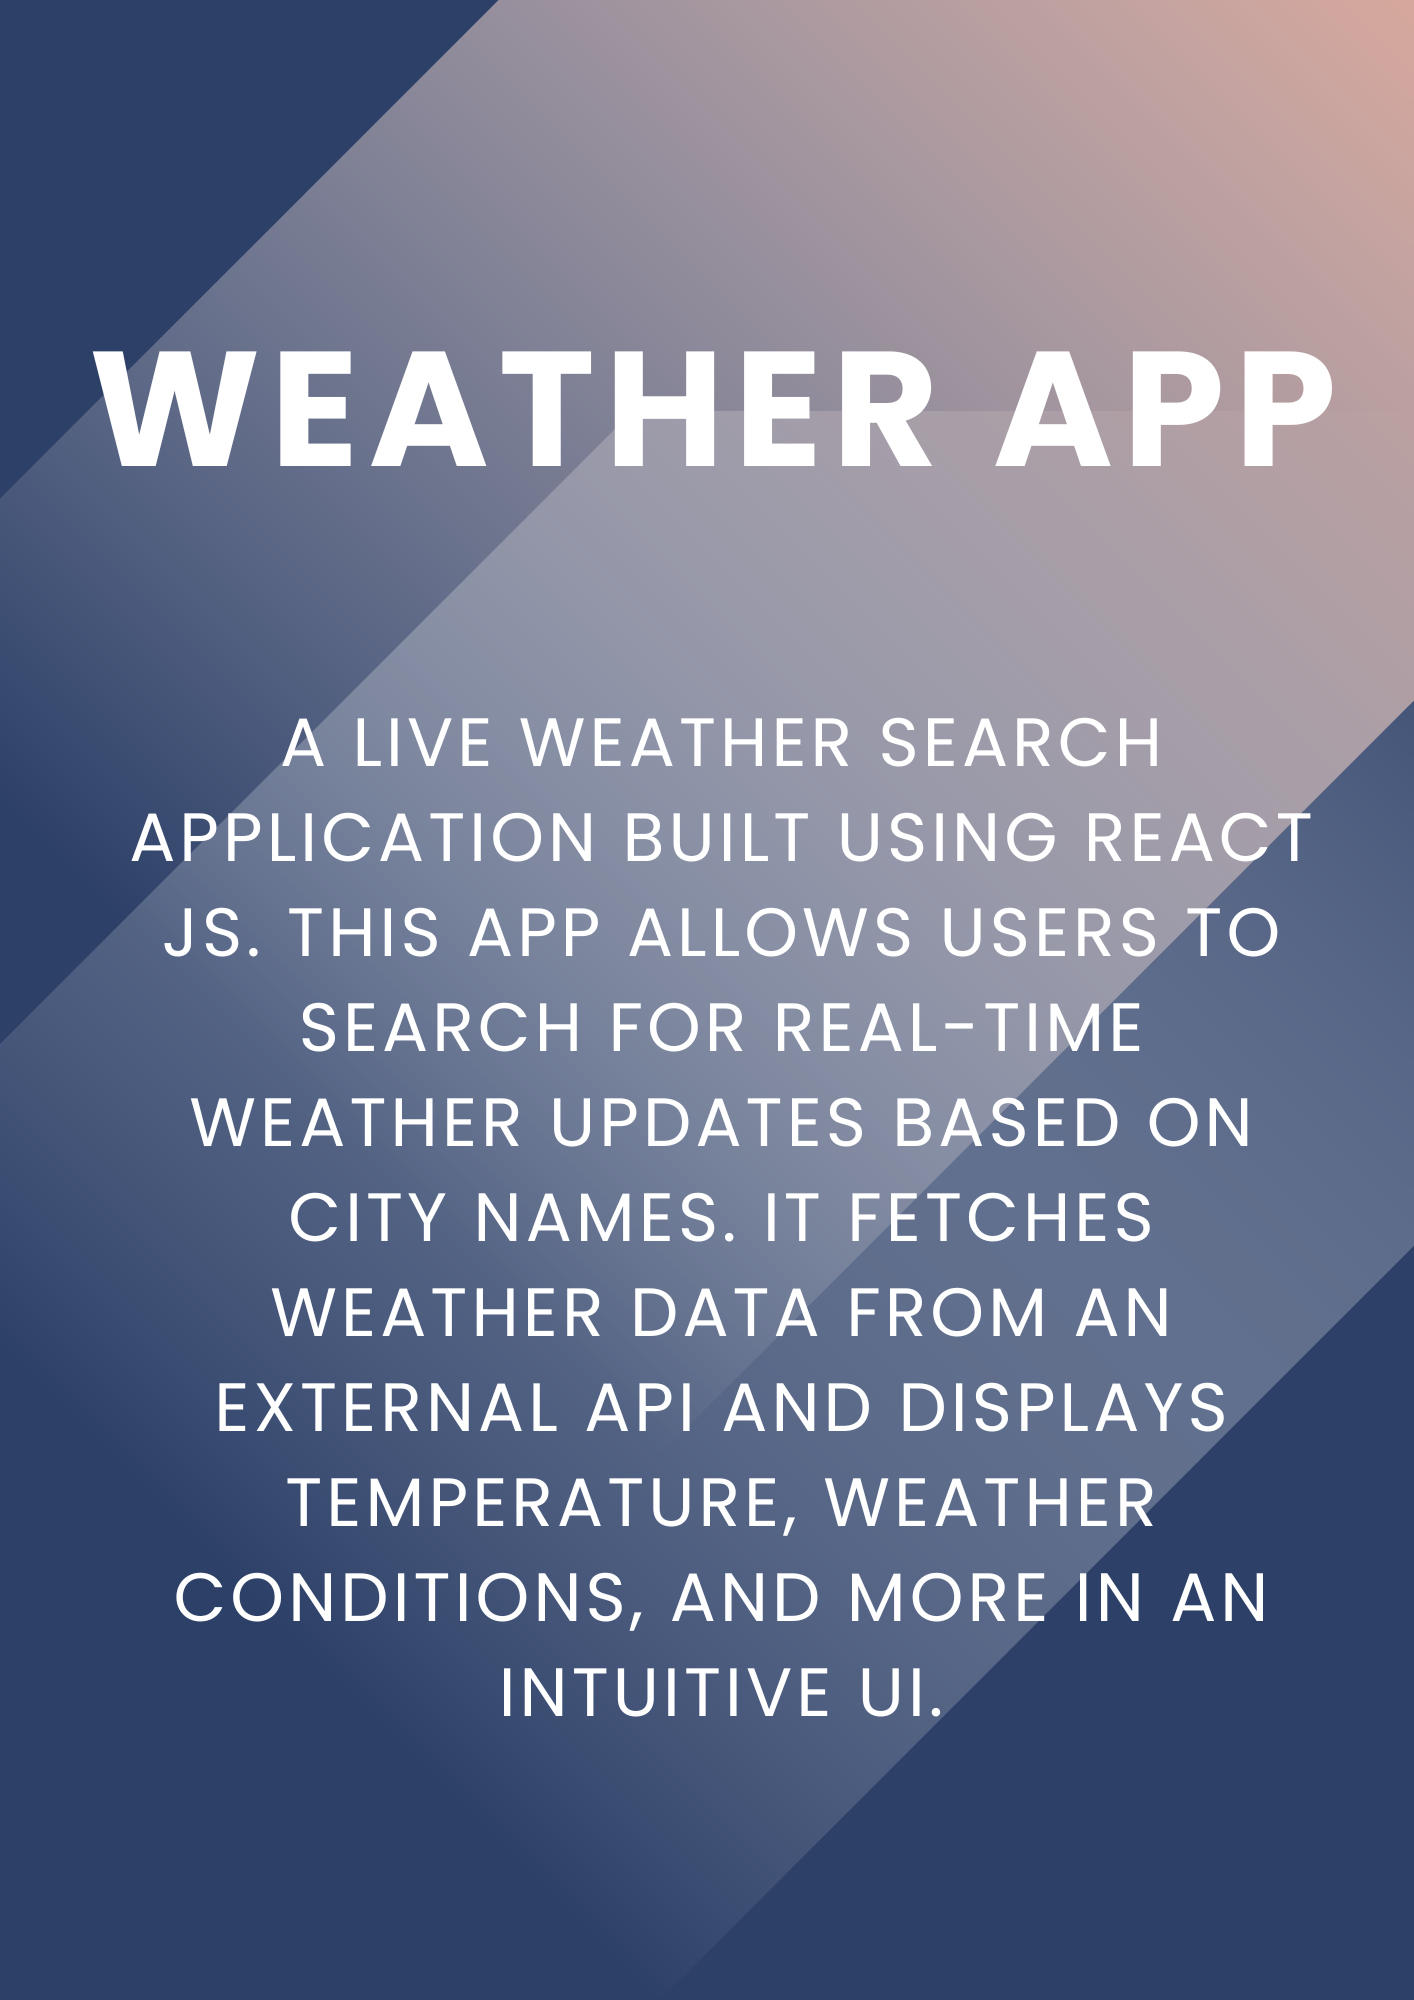 WEATHER APP
A LIVE WEATHER SEARCH
APPLICATION BUILT USING REACT
JS. THIS APP ALLOWS USERS TO
SEARCH FOR REAL-TIME
WEATHER UPDATES BASED ON
CITY NAMES. IT FETCHES
WEATHER DATA FROM AN
EXTERNAL API AND DISPLAYS
TEMPERATURE, WEATHER
CONDITIONS, AND MORE IN AN
INTUITIVE UI.